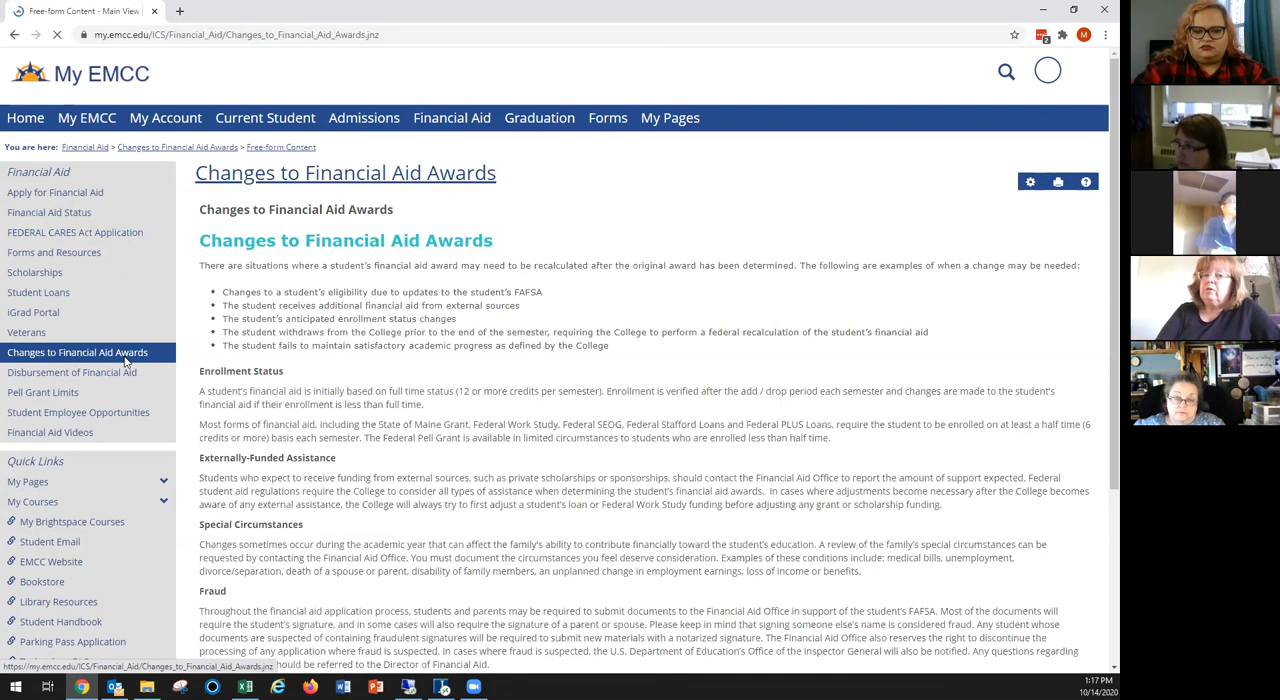 Free-form Content - Main View
my.emcc.edu/ICS/Financial_Aid/Changes_to_Financial_Aid_Awards.jnz
2
M
My EMCC
Home My EMCC My Account Current Student Admissions Financial Aid Graduation Forms My Pages
You are here: Financial Aid > Changes to Financial Aid Awards > Free-form Content
Financial Aid
Apply for Financial Aid
Financial Aid Status
FEDERAL CARES Act Application
Forms and Resources
Scholarships
Student Loans
iGrad Portal
Veterans
Changes to Financial Aid Awards
Disbursement of Financial Aid
Pell Grant Limits
Student Employee Opportunities
Financial Aid Videos
Quick Links
My Pages
My Courses
My Brightspace Courses
Student Email
EMCC Website
Bookstore
Library Resources
Student Handbook
Parking Pass Application
https://my.emcc.edu/ICS/Financial_Aid/Changes_to_Financial_Aid_Awards.jnz
Changes to Financial Aid Awards
Changes to Financial Aid Awards
Changes to Financial Aid Awards
There are situations where a student's financial aid award may need to be recalculated after the original award has been determined. The following are examples of when a change may be needed:
• Changes to a student's eligibility due to updates to the student's FAFSA
• The student receives additional financial aid from external sources
• The student's anticipated enrollment status changes
• The student withdraws from the College prior to the end of the semester, requiring the College to perform a federal recalculation of the student's financial aid
• The student fails to maintain satisfactory academic progress as defined by the College
Enrollment Status
A student's financial aid is initially based on full time status (12 or more credits per semester). Enrollment is verified after the add / drop period each semester and changes are made to the student's
financial aid if their enrollment is less than full time.
Most forms of financial aid, including the State of Maine Grant, Federal Work Study, Federal SEOG, Federal Stafford Loans and Federal PLUS Loans, require the student to be enrolled on at least a half time (6
credits or more) basis each semester. The Federal Pell Grant is available in limited circumstances to students who are enrolled less than half time.
Externally-Funded Assistance
Students who expect to receive funding from external sources, such as private scholarships or sponsorships, should contact the Financial Aid Office to report the amount of support expected. Federal
student aid regulations require the College to consider all types of assistance when determining the student's financial aid awards. In cases where adjustments become necessary after the College becomes
aware of any external assistance, the College will always try to first adjust a student's loan or Federal Work Study funding before adjusting any grant or scholarship funding.
Special Circumstances
Changes sometimes occur during the academic year that can affect the family's ability to contribute financially toward the student's education. A review of the family's special circumstances can be
requested by contacting the Financial Aid Office. You must document the circumstances you feel deserve consideration. Examples of these conditions include: medical bills, unemployment,
divorce/separation, death of a spouse or parent, disability of family members, an unplanned change in employment earnings, loss of income or benefits.
Fraud
Throughout the financial aid application process, students and parents may be required to submit documents to the Financial Aid Office in support of the student's FAFSA. Most of the documents will
require the student's signature, and in some cases will also require the signature of a parent or spouse. Please keep in mind that signing someone else's name is considered fraud. Any student whose
documents are suspected of containing fraudulent signatures will be required to submit new materials with a notarized signature. The Financial Aid Office also reserves the right to discontinue the
processing of any application where fraud is suspected. In cases where fraud is suspected, the U.S. Department of Education's Office of the Inspector General will also be notified. Any questions regarding
should be referred to the Director of Financial Aid.
1:17 PM
10/14/2020